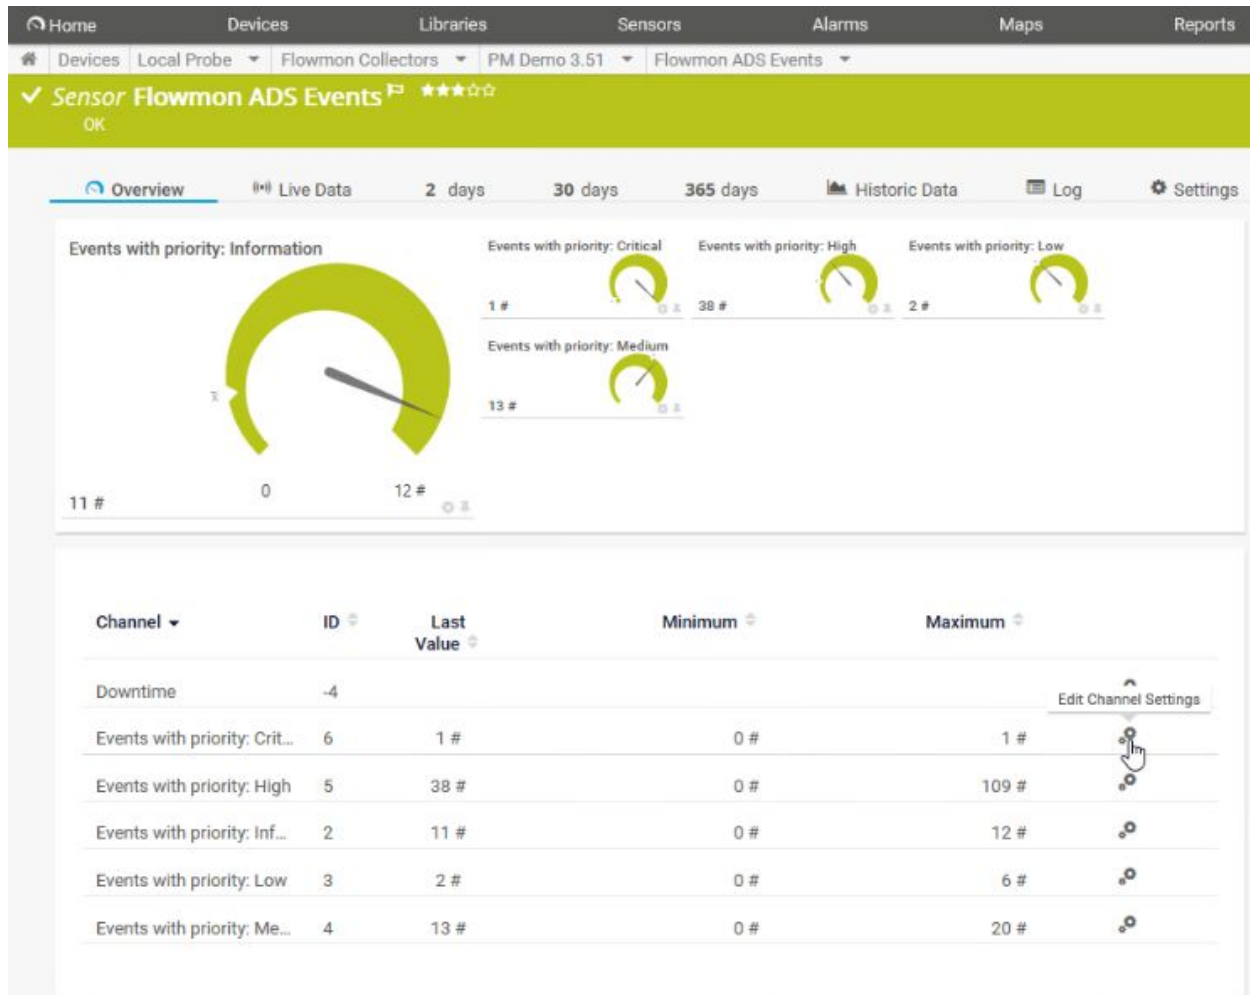 Home Devices Libraries Sensors Alarms Maps Reports
Devices Local Probe Flowmon Collectors PM Demo 3.51 Flowmon ADS Events
Sensor Flowmon ADS Events
OK
Overview Live Data 2 days 30 days 365 days Historic Data Log Settings
Events with priority: Information
11 #
0
12 #
Events with priority: Critical
1 #
Events with priority: High
38 #
Events with priority: Low
2 #
Events with priority: Medium
13 #
Channel ID Last Value Minimum Maximum
Downtime -4
Edit Channel Settings
Events with priority: Crit... 6 1 # 0 # 1 #
Events with priority: High 5 38 # 0 # 109 #
Events with priority: Inf... 2 11 # 0 # 12 #
Events with priority: Low 3 2 # 0 # 6 #
Events with priority: Me... 4 13 # 0 # 20 #